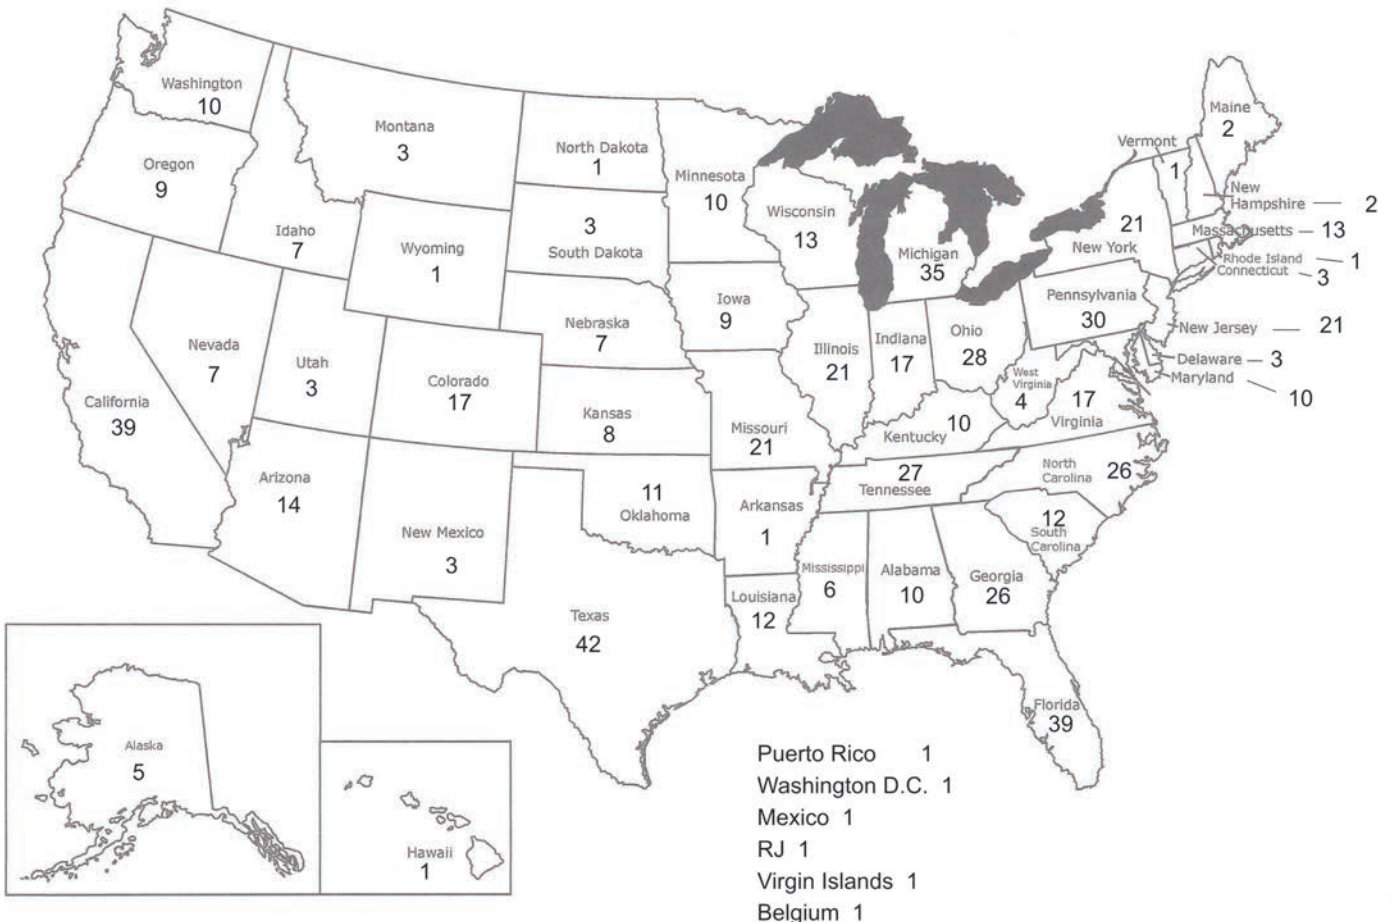 Washington
10
Oregon
9
California
39
Idaho
7
Nevada
7
Montana
3
Wyoming
1
Utah
3
Colorado
17
Arizona
14
New Mexico
3
North Dakota
1
3
South Dakota
Nebraska
7
Kansas
8
11
Oklahoma
Texas
42
Minnesota
10
Iowa
9
Missouri
21
Arkansas
1
Louisiana
12
Wisconsin
13
Illinois
21
Michigan
35
Indiana
17
Ohio
28
10
Kentucky
27
Tennessee
Mississippi
6
Alabama
10
Georgia
26
Florida
39
12
South
Carolina
North
Carolina
26
17
Virginia
West
Virginia
4
Pennsylvania
30
21
New York
Vermont
1
Maine
2
New
Hampshire — 2
Massachusetts — 13
Rhode Island — 1
Connecticut — 3
New Jersey — 21
Delaware — 3
Maryland — 10
Alaska
5
Hawaii
1
Puerto Rico 1
Washington D.C. 1
Mexico 1
RJ 1
Virgin Islands 1
Belgium 1